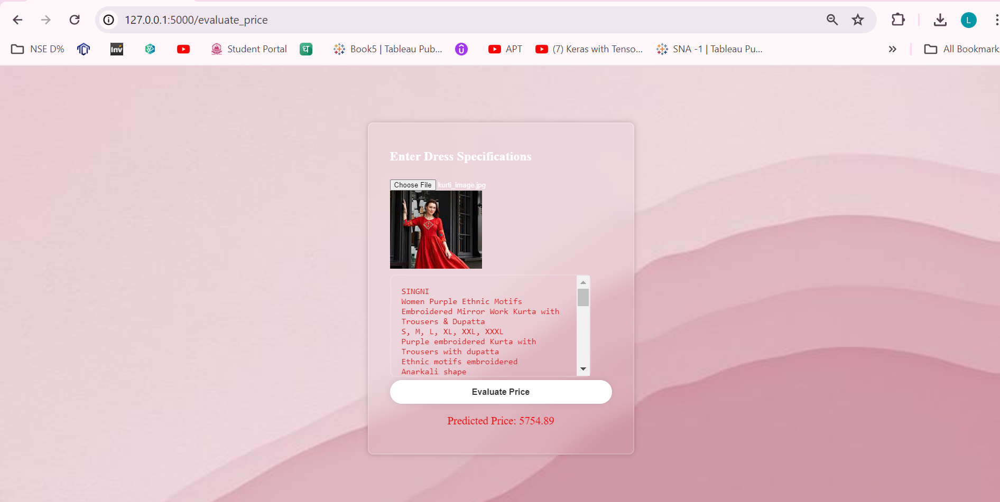 127.0.0.1:5000/evaluate_price
L
NSE D%
Inv
Student Portal
Book5 | Tableau Pub...
APT
(7) Keras with Tenso...
SNA -1 | Tableau Pu...
All Bookmark
Enter Dress Specifications
Choose File kurti_image.jpg
SINGNI
Women Purple Ethnic Motifs
Embroidered Mirror Work Kurta with
Trousers & Dupatta
S, M, L, XL, XXL, XXXL
Purple embroidered Kurta with
Trousers with dupatta
Ethnic motifs embroidered
Anarkali shape
Evaluate Price
Predicted Price: 5754.89